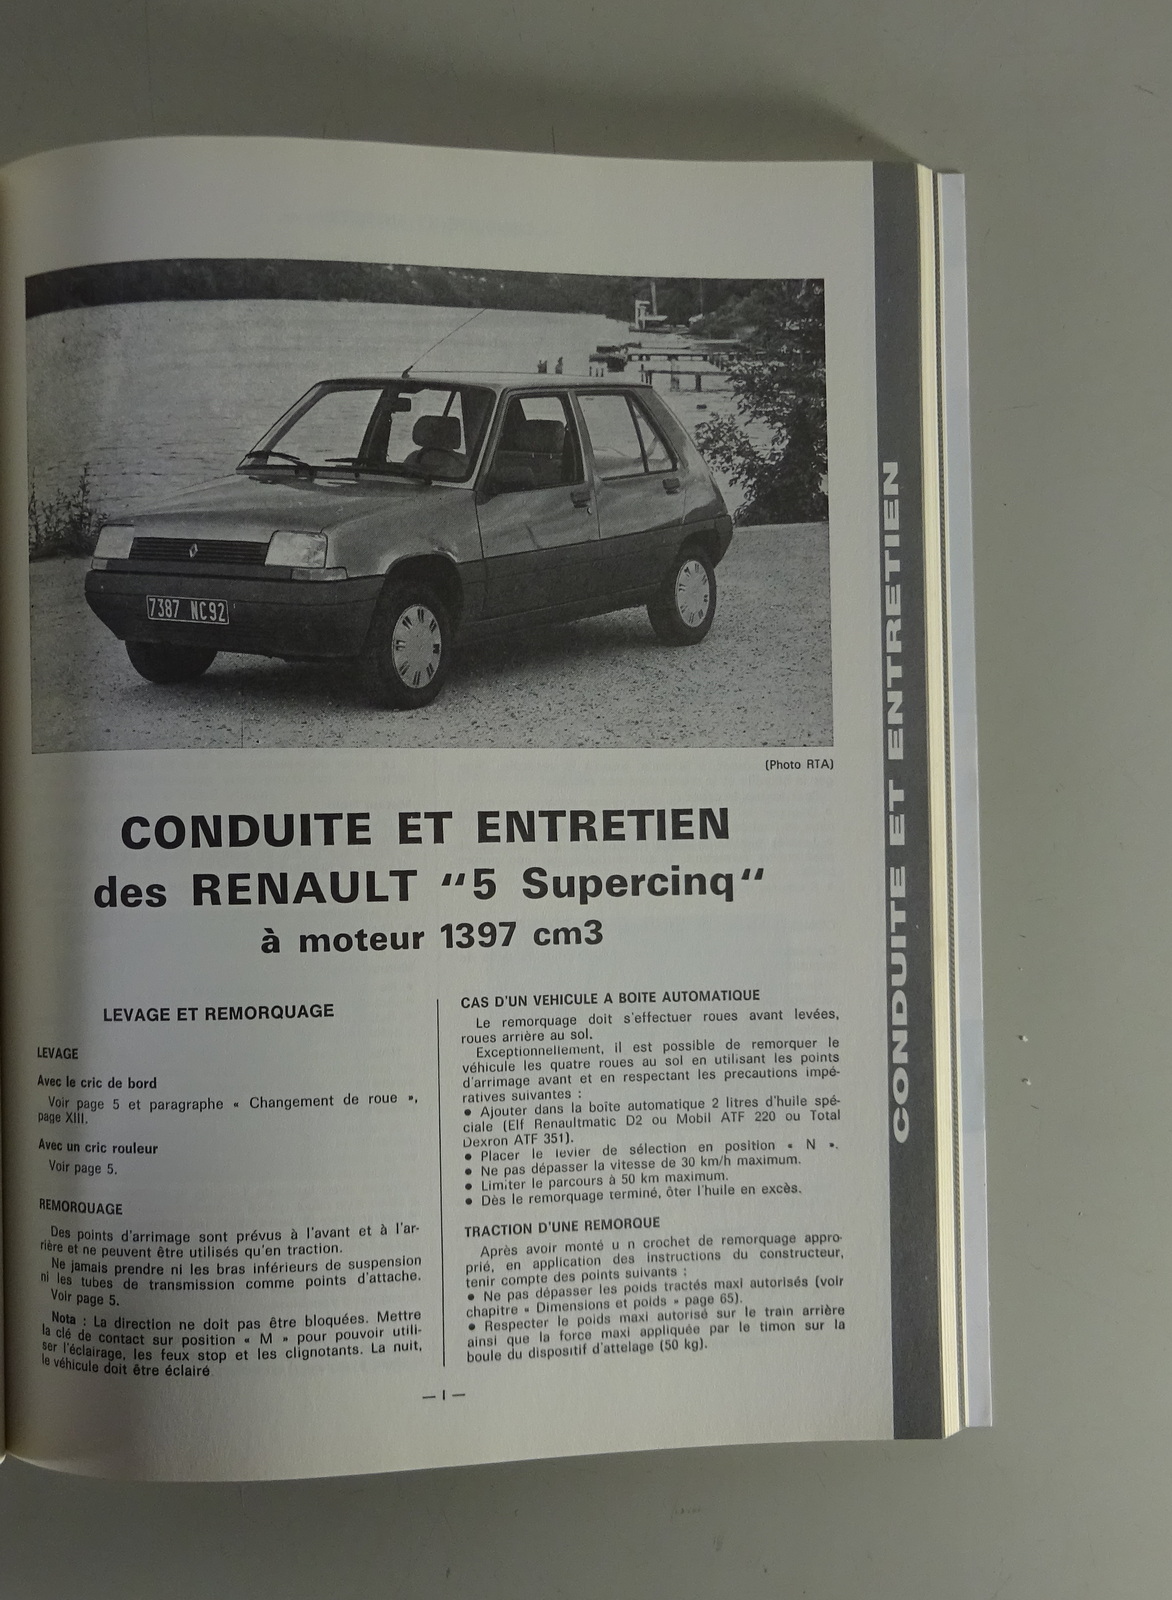 7387 NC92
(Photo RTA)
CONDUITE ET ENTRETIEN
des RENAULT “5 Supercinq“
à moteur 1397 cm3
LEVAGE ET REMORQUAGE
LEVAGE
Avec le cric de bord
Voir page 5 et paragraphe « Changement de roue »,
page XIII.
Avec un cric rouleur
Voir page 5.
REMORQUAGE
Des points d'arrimage sont prévus à l'avant et à l'ar-
rière et ne peuvent être utilisés qu'en traction.
Ne jamais prendre ni les bras inférieurs de suspension
ni les tubes de transmission comme points d'attache.
Voir page 5.
Nota : La direction ne doit pas être bloquées. Mettre
la clé de contact sur position « M » pour pouvoir utili-
ser l'éclairage, les feux stop et les clignotants. La nuit,
le véhicule doit être éclairé
CAS D'UN VEHICULE A BOITE AUTOMATIQUE
Le remorquage doit s'effectuer roues avant levées,
roues arrière au sol.
Exceptionnellement, il est possible de remorquer le
véhicule les quatre roues au sol en utilisant les points
d'arrimage avant et en respectant les precautions impé-
ratives suivantes :
● Ajouter dans la boîte automatique 2 litres d'huile spé-
ciale (Elf Renaultmatic D2 ou Mobil ATF 220 ou Total
Dexron ATF 351).
● Placer le levier de sélection en position « N ».
● Ne pas dépasser la vitesse de 30 km/h maximum.
● Limiter le parcours à 50 km maximum.
● Dès le remorquage terminé, ôter l'huile en excès.
TRACTION D'UNE REMORQUE
Après avoir monté u n crochet de remorquage appro-
prié, en application des instructions du constructeur,
tenir compte des points suivants :
● Ne pas dépasser les poids tractés maxi autorisés (voir
chapitre « Dimensions et poids » page 65).
● Respecter le poids maxi autorisé sur le train arrière
ainsi que la force maxi appliquée par le timon sur la
boule du dispositif d'attelage (50 kg).
— I —
CONDUITE ET ENTRETIEN